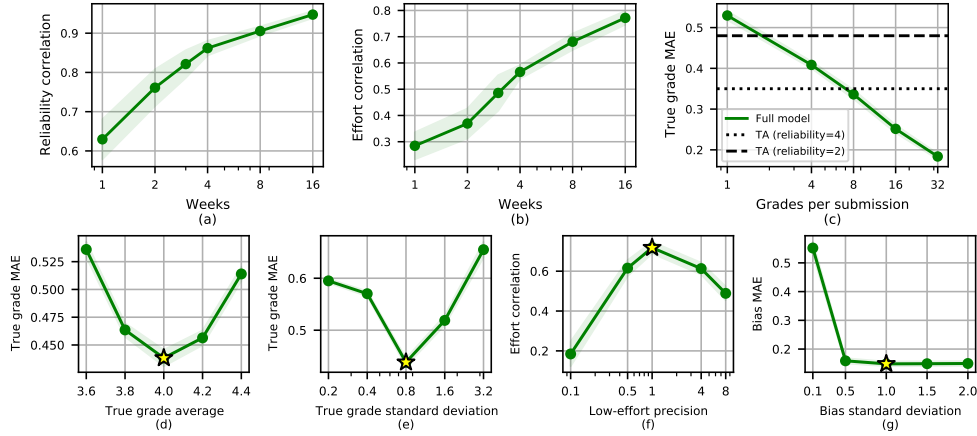 Reliability correlation
0.9
0.8
0.7
0.6
1 2 4 8 16
Weeks
(a)
Effort correlation
0.8
0.7
0.6
0.5
0.4
0.3
1 2 4 8 16
Weeks
(b)
True grade MAE
0.5
0.4
0.3
0.2
Full model
TA (reliability=4)
TA (reliability=2)
1 4 8 16 32
Grades per submission
(c)
True grade MAE
0.525
0.500
0.475
0.450
3.6 3.8 4.0 4.2 4.4
True grade average
(d)
True grade MAE
0.6
0.5
0.2 0.4 0.8 1.6 3.2
True grade standard deviation
(e)
Effort correlation
0.6
0.4
0.2
0.1 0.5 1 4 8
Low-effort precision
(f)
Bias MAE
0.4
0.2
0.1 0.5 1.0 1.5 2.0
Bias standard deviation
(g)